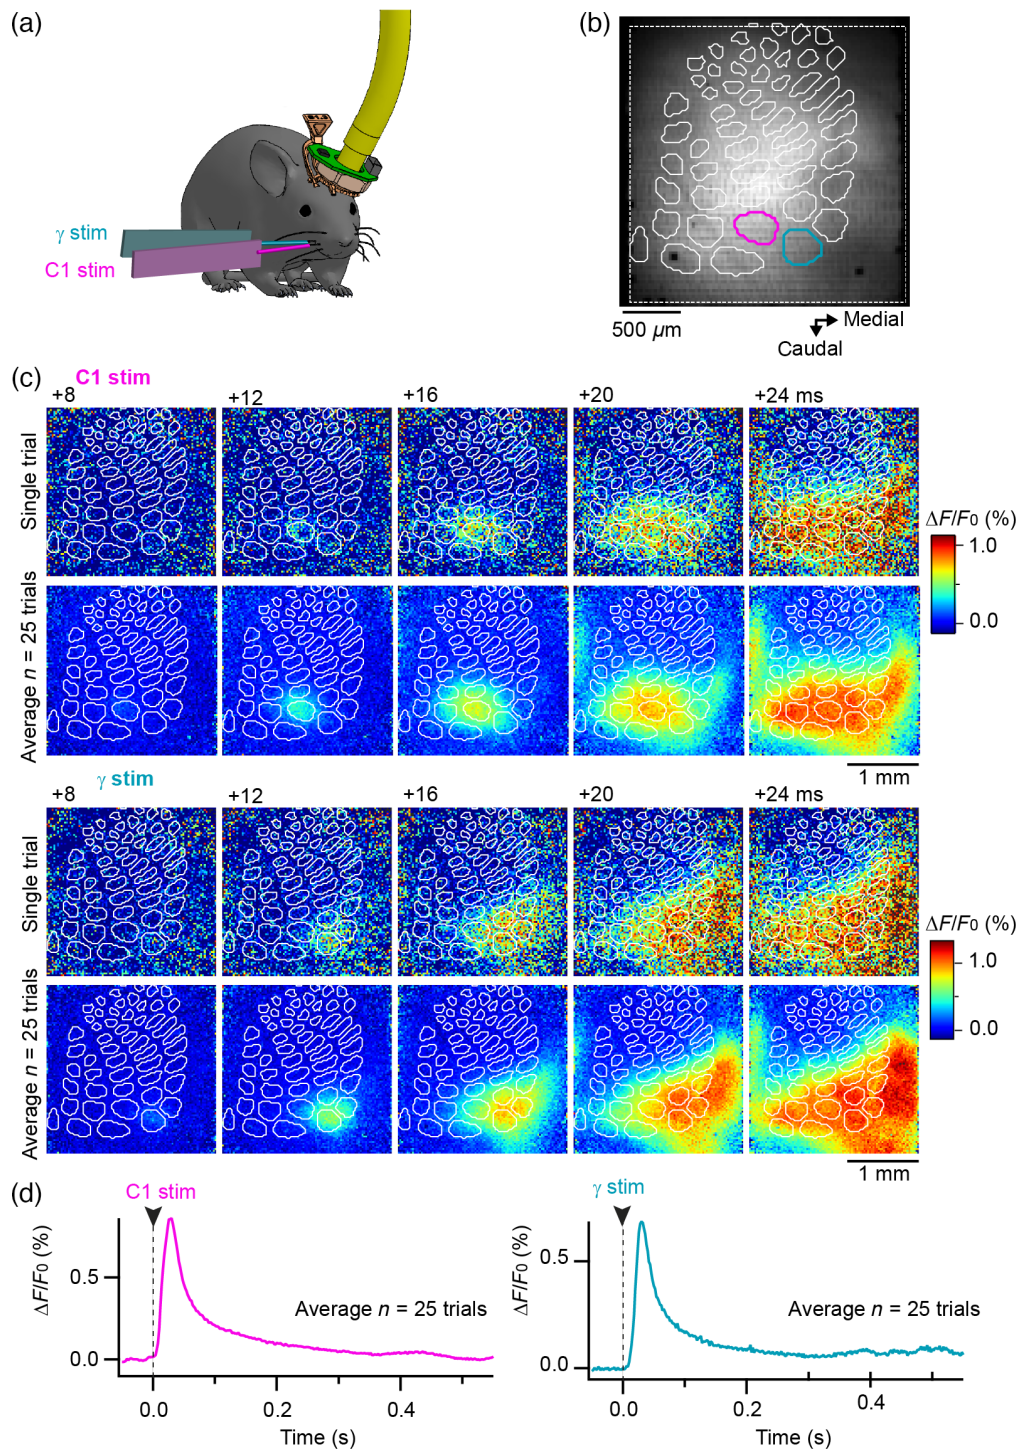 (a)
γ stim
C1 stim
(b)
500 µm
Medial
Caudal
(c)
C1 stim
+8
+12
+16
+20
+24 ms
Single trial
Average n = 25 trials
ΔF/F0 (%)
1.0
0.0
1 mm
γ stim
+8
+12
+16
+20
+24 ms
Single trial
Average n = 25 trials
ΔF/F0 (%)
1.0
0.0
1 mm
(d)
C1 stim
ΔF/F0 (%)
0.5
0.0
Average n = 25 trials
0.0
0.4
Time (s)
γ stim
ΔF/F0 (%)
0.5
0.0
Average n = 25 trials
0.0
0.4
Time (s)